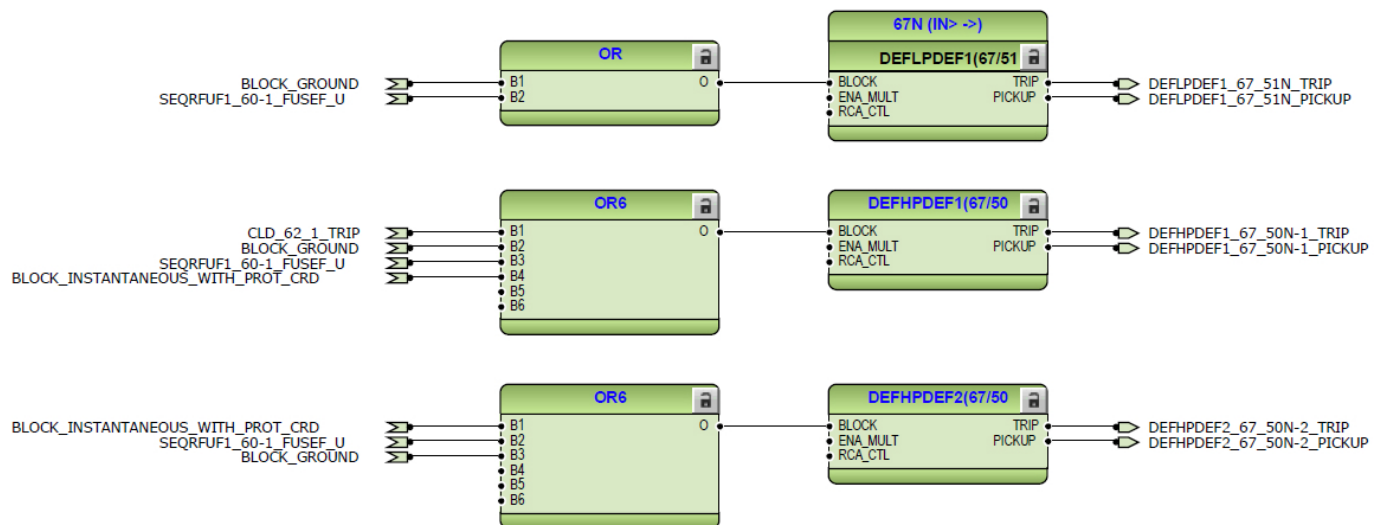 67N (IN> ->)
OR
DEFLPDEF1(67/51
BLOCK_GROUND
B1
O
BLOCK
TRIP
DEFLPDEF1_67_51N_TRIP
SEQRFUF1_60-1_FUSEF_U
B2
ENA_MULT
PICKUP
DEFLPDEF1_67_51N_PICKUP
RCA_CTL
OR6
DEFHPDEF1(67/50
CLD_62_1_TRIP
B1
O
BLOCK
TRIP
DEFHPDEF1_67_50N-1_TRIP
BLOCK_GROUND
B2
ENA_MULT
PICKUP
DEFHPDEF1_67_50N-1_PICKUP
SEQRFUF1_60-1_FUSEF_U
B3
RCA_CTL
BLOCK_INSTANTANEOUS_WITH_PROT_CRD
B4
B5
B6
OR6
DEFHPDEF2(67/50
BLOCK_INSTANTANEOUS_WITH_PROT_CRD
B1
O
BLOCK
TRIP
DEFHPDEF2_67_50N-2_TRIP
SEQRFUF1_60-1_FUSEF_U
B2
ENA_MULT
PICKUP
DEFHPDEF2_67_50N-2_PICKUP
BLOCK_GROUND
B3
RCA_CTL
B4
B5
B6